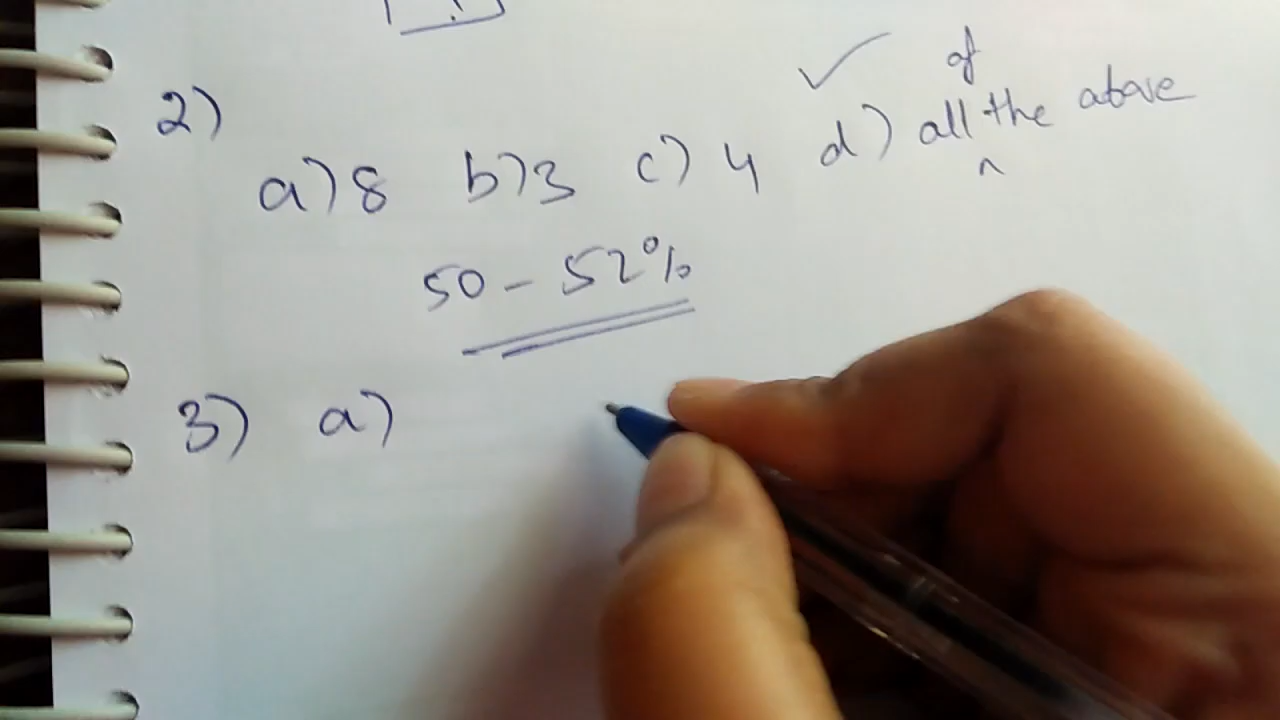 2)
a) 8 b) 3 c) 4 d) all of the above
50 - 52%
3) a)